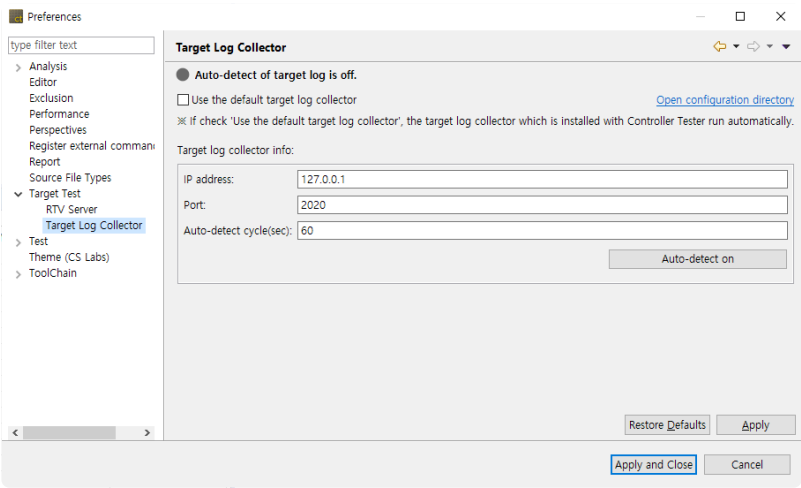 Preferences
type filter text
Analysis
Editor
Exclusion
Performance
Perspectives
Register external comman
Report
Source File Types
Target Test
RTV Server
Target Log Collector
Test
Theme (CS Labs)
ToolChain
Target Log Collector
Auto-detect of target log is off.
Use the default target log collector
Open configuration directory
※ If check 'Use the default target log collector', the target log collector which is installed with Controller Tester run automatically.
Target log collector info:
IP address: 127.0.0.1
Port: 2020
Auto-detect cycle(sec): 60
Auto-detect on
Restore Defaults Apply
Apply and Close Cancel